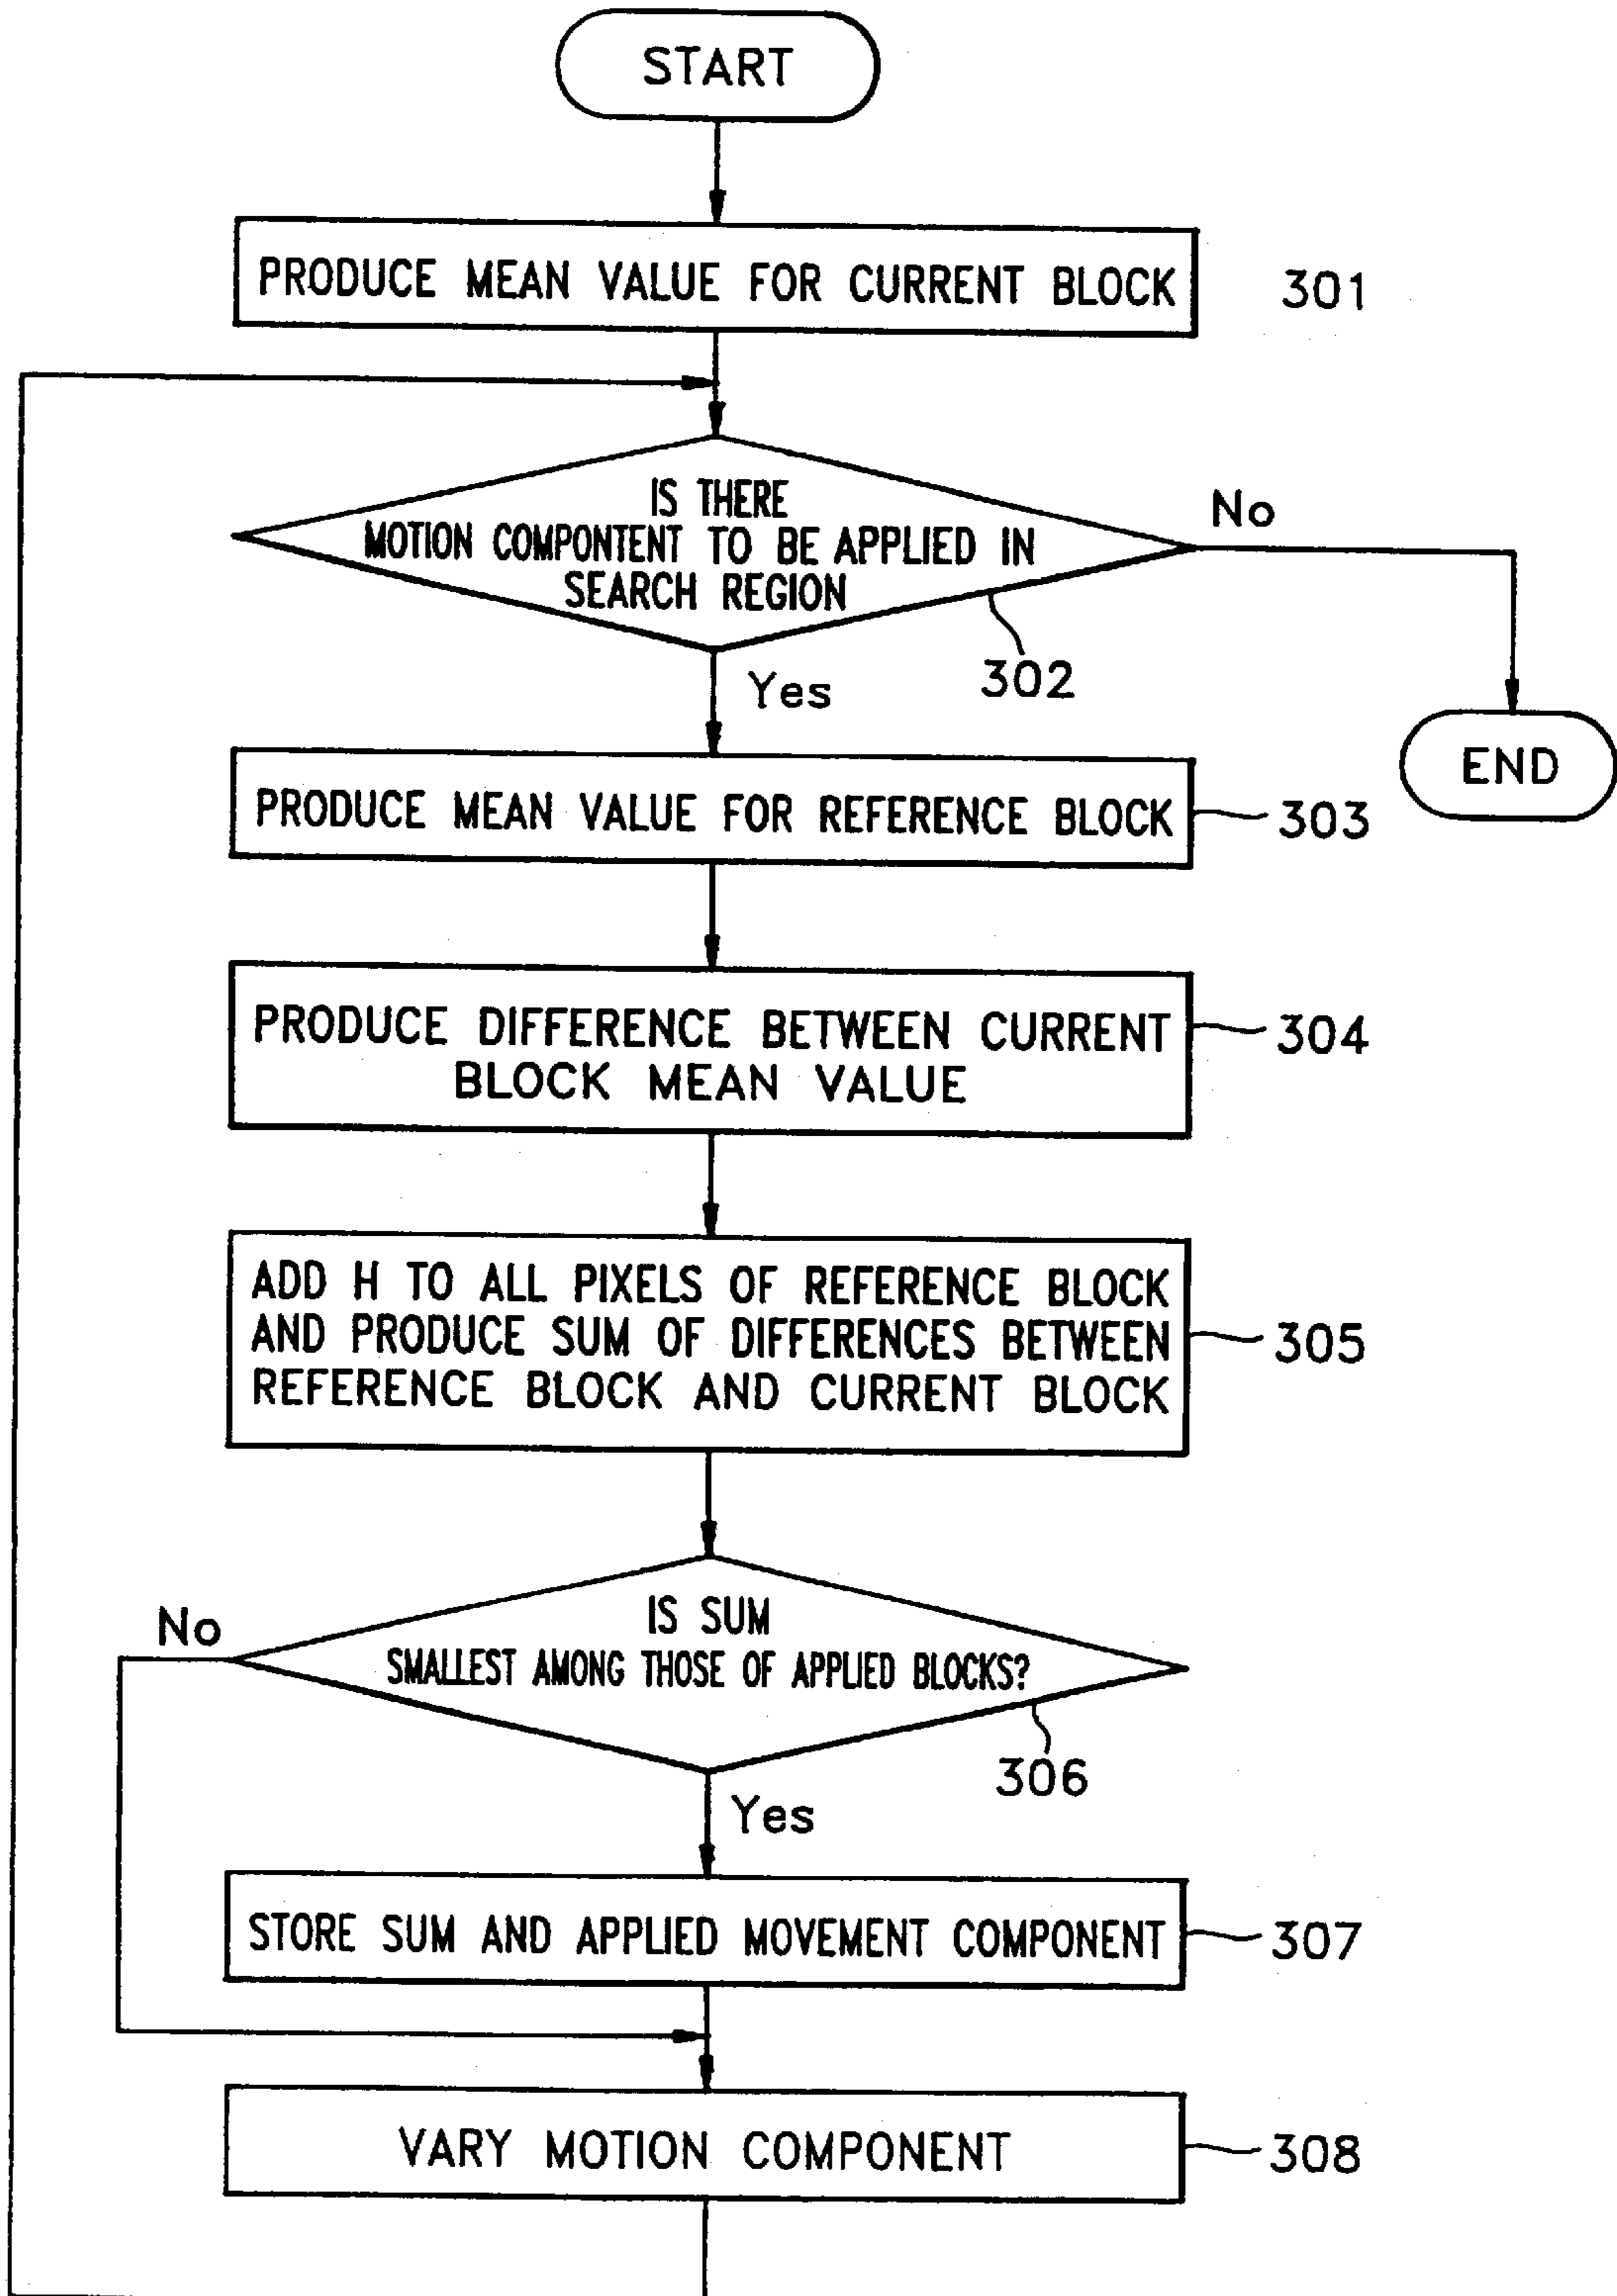 START
PRODUCE MEAN VALUE FOR CURRENT BLOCK
301
IS THERE
MOTION COMPONTENT TO BE APPLIED IN
SEARCH REGION
No
302
Yes
END
PRODUCE MEAN VALUE FOR REFERENCE BLOCK
303
PRODUCE DIFFERENCE BETWEEN CURRENT
BLOCK MEAN VALUE
304
ADD H TO ALL PIXELS OF REFERENCE BLOCK
AND PRODUCE SUM OF DIFFERENCES BETWEEN
REFERENCE BLOCK AND CURRENT BLOCK
305
IS SUM
SMALLEST AMONG THOSE OF APPLIED BLOCKS?
No
306
Yes
STORE SUM AND APPLIED MOVEMENT COMPONENT
307
VARY MOTION COMPONENT
308